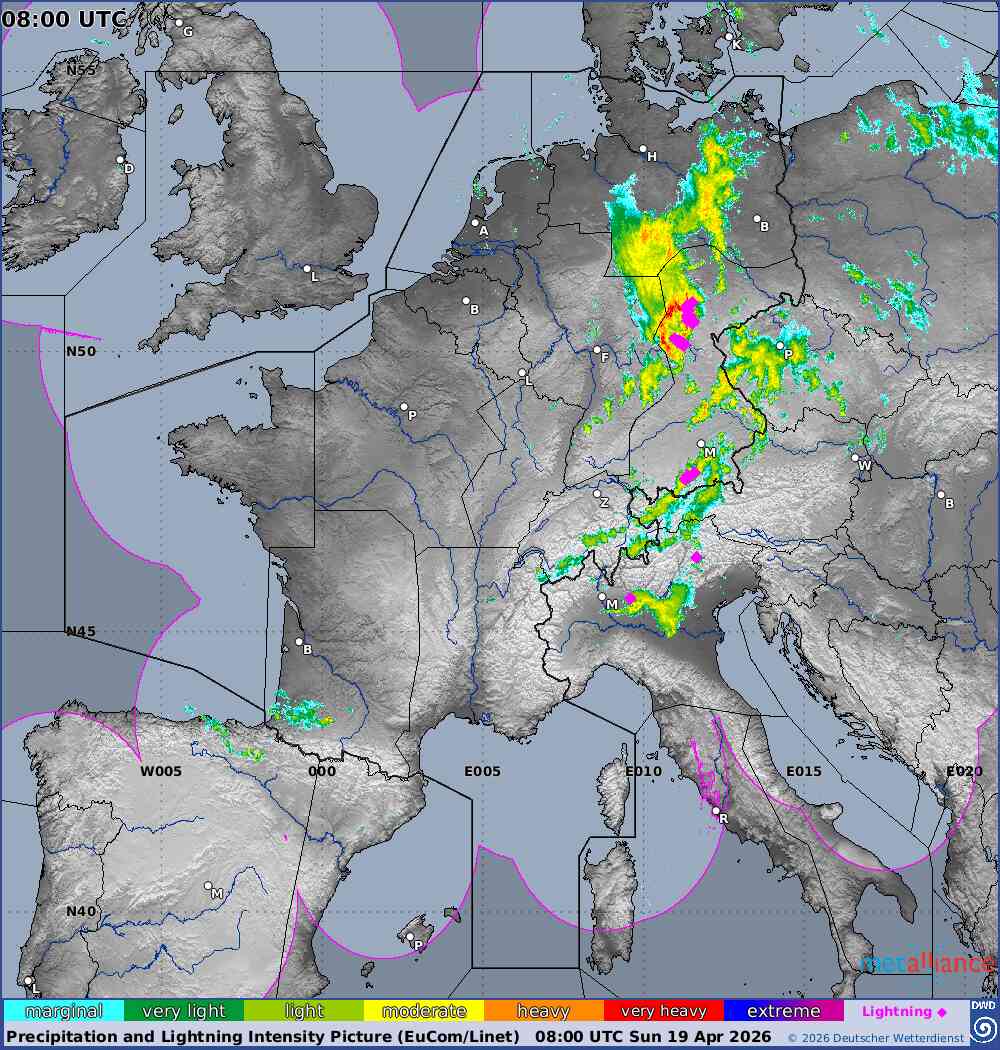 08:00 UTC
G
K
N55
D
H
A
B
L
B
N50
F
P
L
P
M
W
Z
B
M
N45
B
W005
000
E005
E010
E015
E020
R
M
N40
P
L
metalliance
marginal very light light moderate heavy very heavy extreme Lightning ◆
DWD
Precipitation and Lightning Intensity Picture (EuCom/Linet) 08:00 UTC Sun 19 Apr 2026 © 2026 Deutscher Wetterdienst